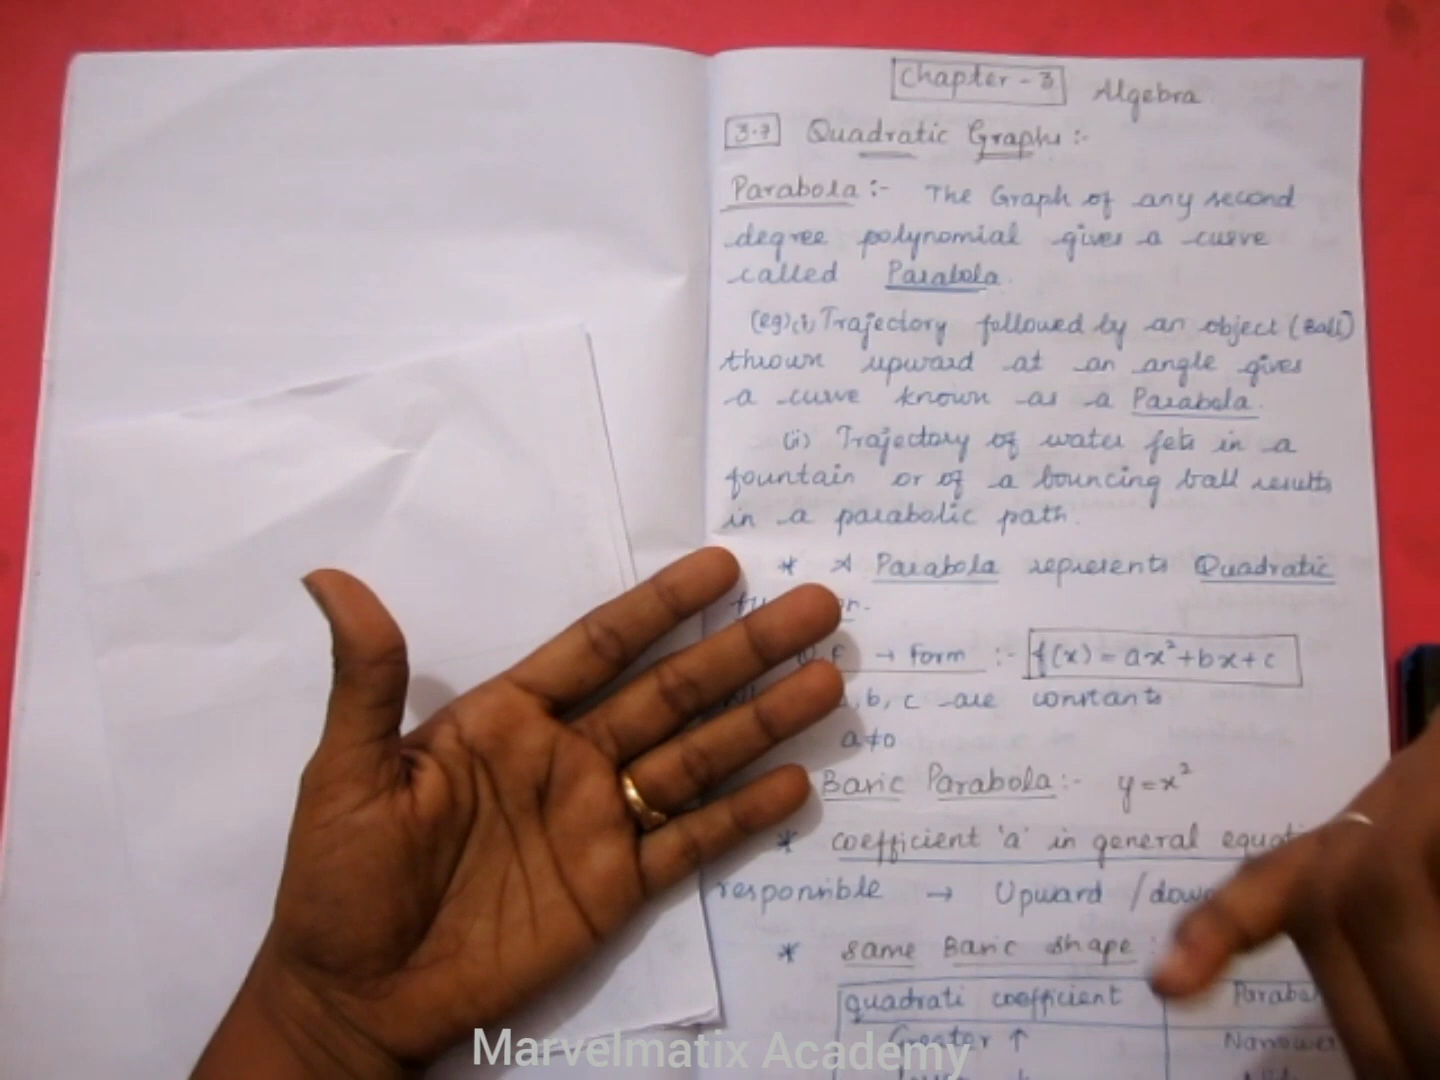 Chapter - 3 Algebra
3.7 Quadratic Graphs :-
Parabola :- The Graph of any second
degree polynomial gives a curve
called Parabola.
(eg) (i) Trajectory followed by an object (Ball)
thrown upward at an angle gives
a curve known as a Parabola.
(ii) Trajectory of water jets in a
fountain or of a bouncing ball results
in a parabolic path.
* A Parabola represents Quadratic
→ Form :- f(x) = ax²+bx+c
b, c are constants
a≠0
Basic Parabola :- y=x²
* coefficient 'a' in general
responsible → Upward /
* same Basic shape :
quadrati coefficient
Greater ↑
Marvelmatix Academy